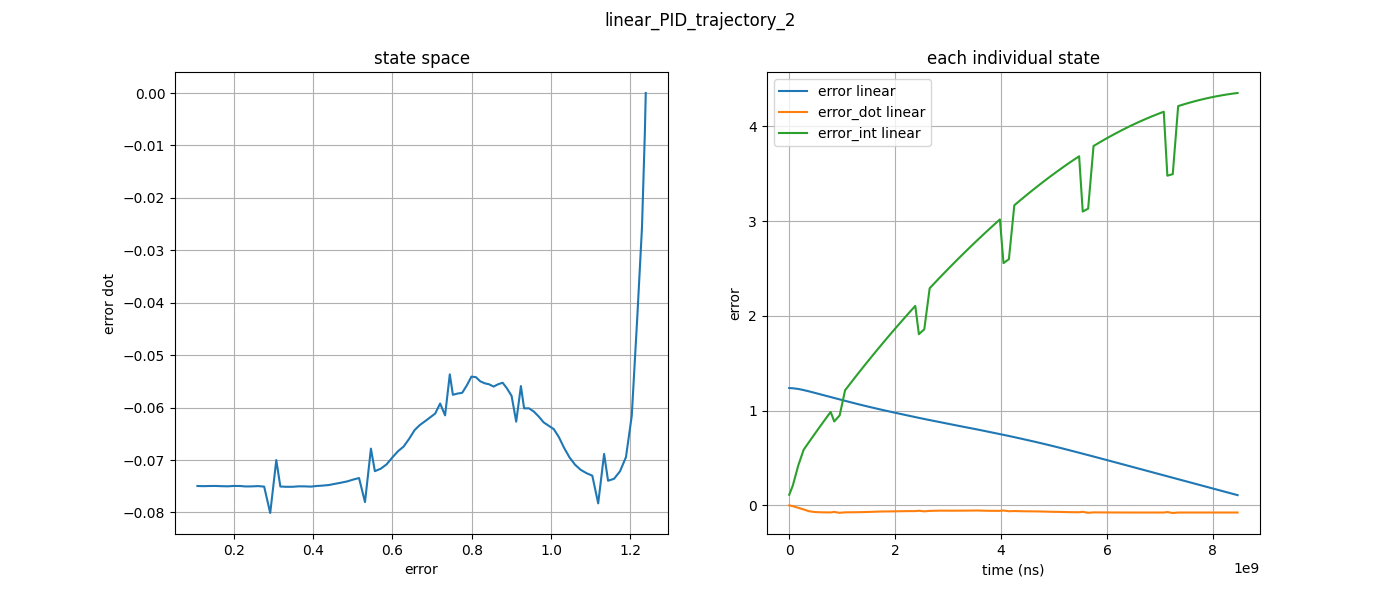 linear_PID_trajectory_2
state space
0.00
−0.01
−0.02
−0.03
−0.04
−0.05
−0.06
−0.07
−0.08
error dot
0.2
0.4
0.6
0.8
1.0
1.2
error
each individual state
error linear
error_dot linear
error_int linear
4
3
2
1
0
error
0
2
4
6
8
1e9
time (ns)